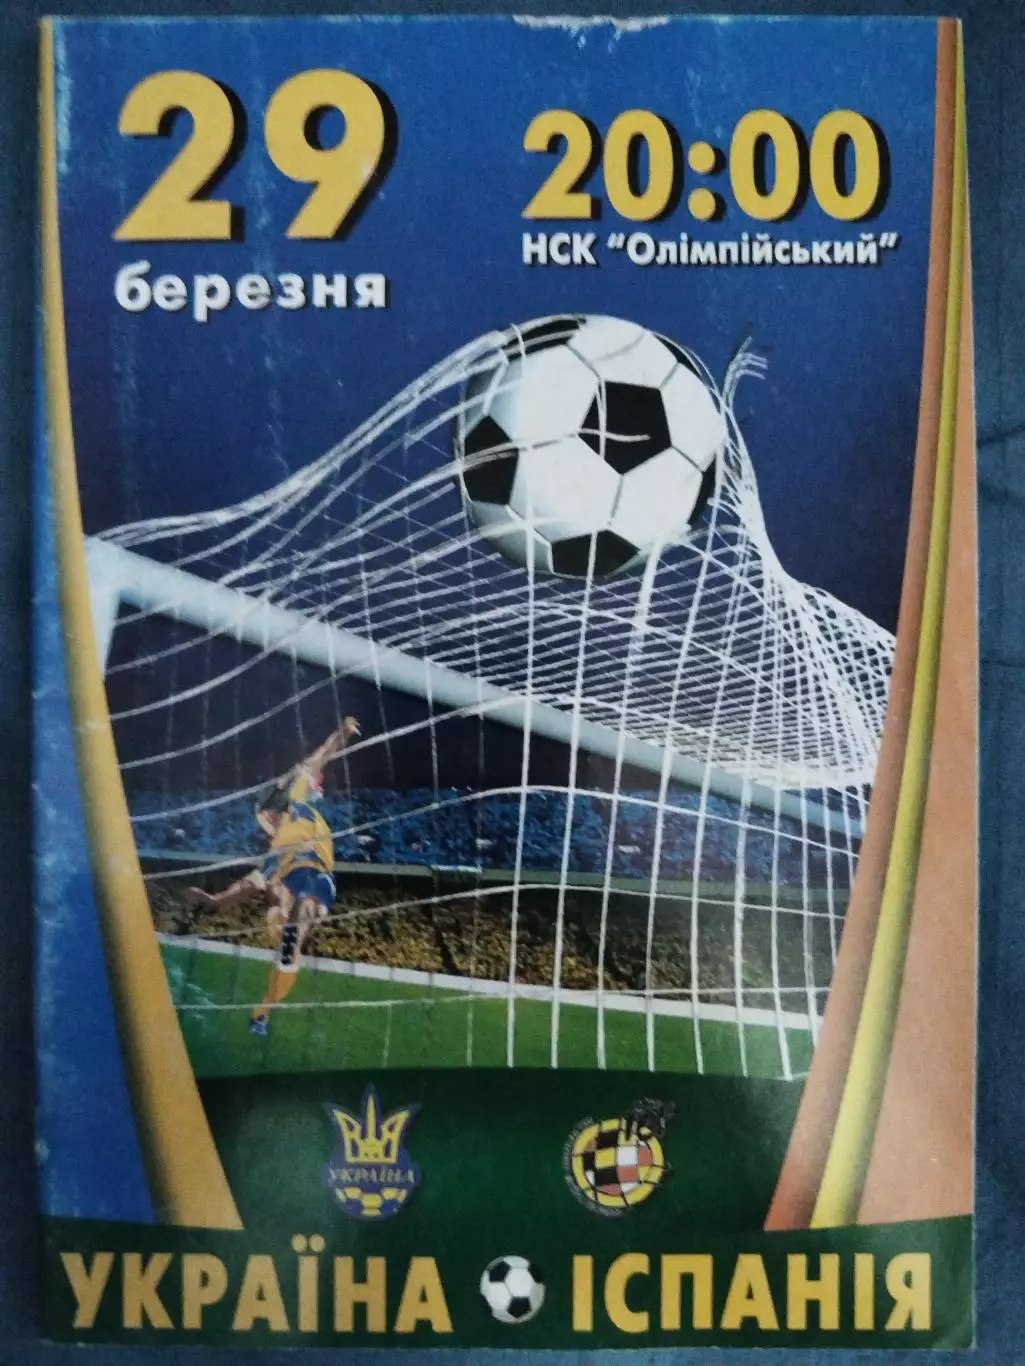 29
березня
20:00
НСК "Олімпійський"
УКРАЇНА
УКРАЇНА ІСПАНІЯ